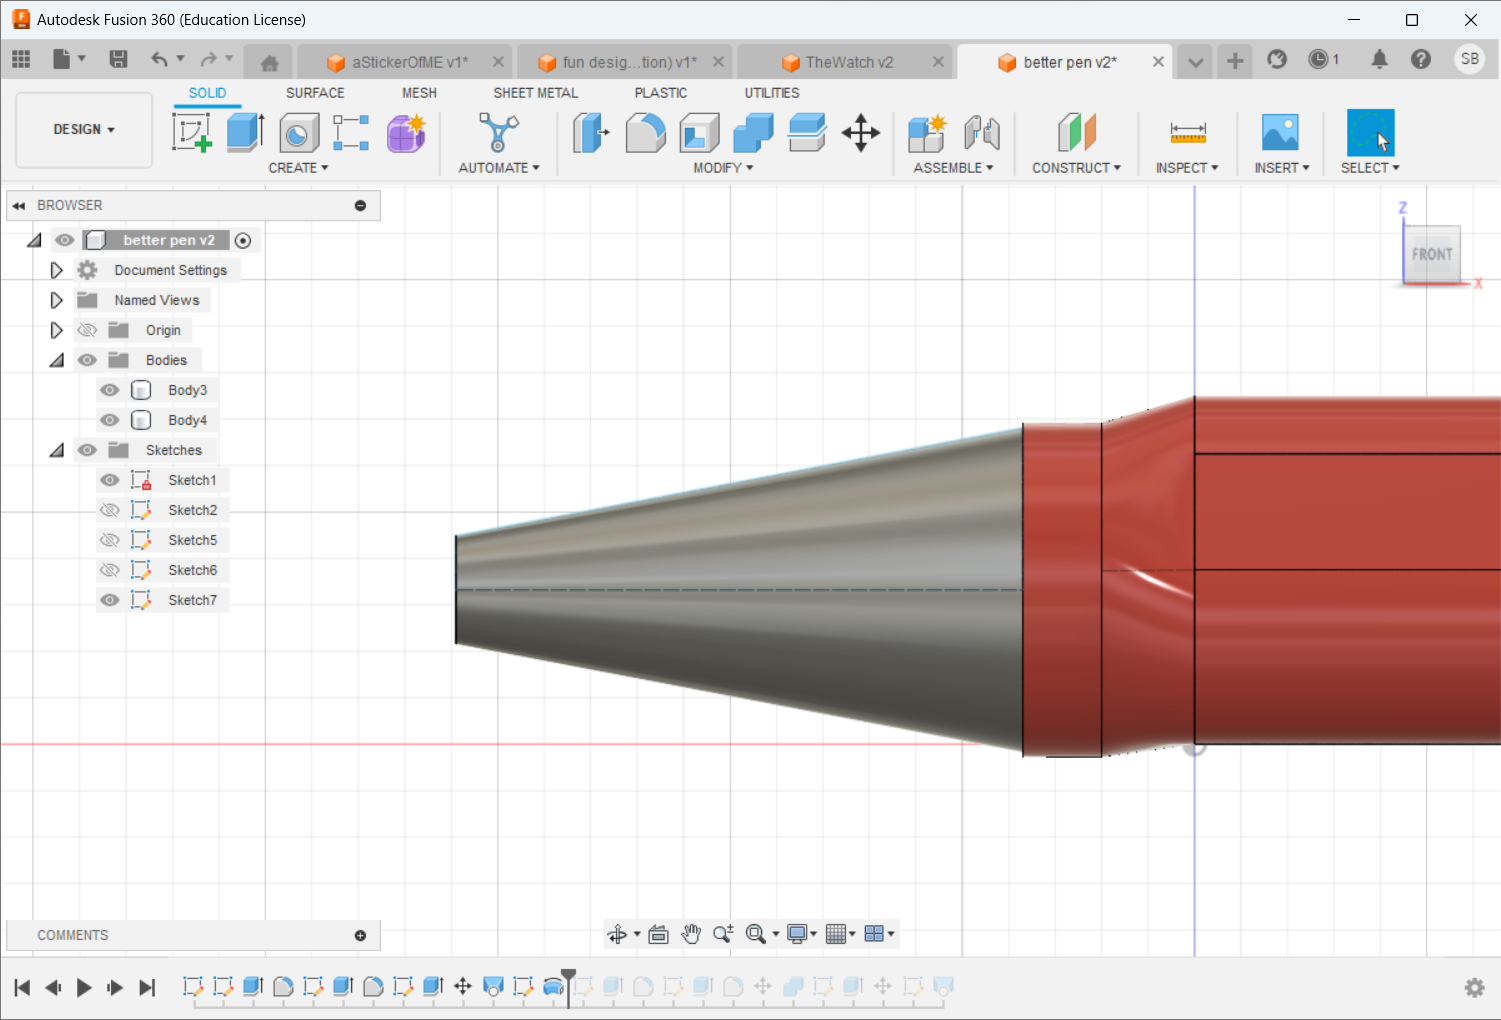 Autodesk Fusion 360 (Education License)
aStickerOfME v1*
fun desig...tion) v1*
TheWatch v2
better pen v2*
1
SB
DESIGN
SOLID
SURFACE
MESH
SHEET METAL
PLASTIC
UTILITIES
CREATE
AUTOMATE
MODIFY
ASSEMBLE
CONSTRUCT
INSPECT
INSERT
SELECT
BROWSER
better pen v2
Document Settings
Named Views
Origin
Bodies
Body3
Body4
Sketches
Sketch1
Sketch2
Sketch5
Sketch6
Sketch7
Z
FRONT
X
COMMENTS